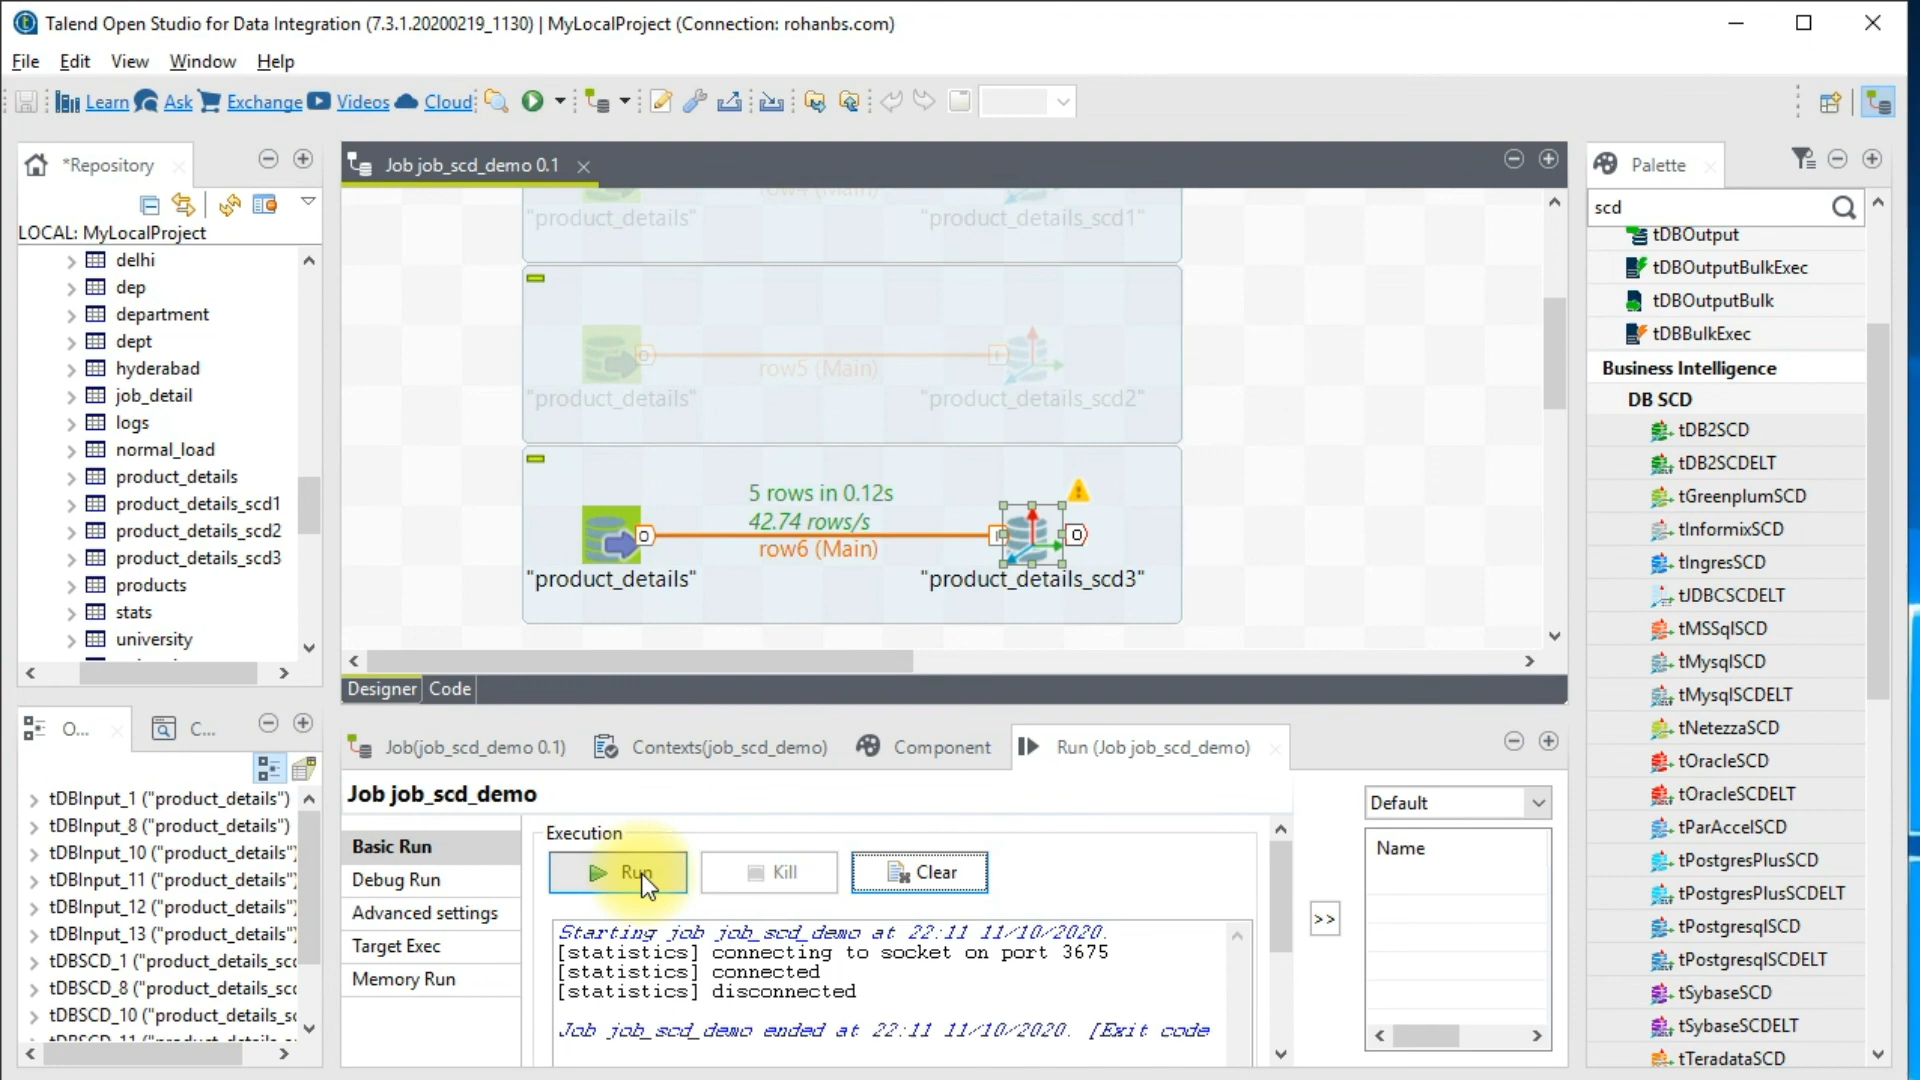 Talend Open Studio for Data Integration (7.3.1.20200219_1130) | MyLocalProject (Connection: rohanbs.com)
File Edit View Window Help
Learn Ask Exchange Videos Cloud
*Repository
LOCAL: MyLocalProject
delhi
dep
department
dept
hyderabad
job_detail
logs
normal_load
product_details
product_details_scd1
product_details_scd2
product_details_scd3
products
stats
university
Job job_scd_demo 0.1
row4 (Main)
"product_details"
"product_details_scd1"
row5 (Main)
"product_details"
"product_details_scd2"
5 rows in 0.12s
42.74 rows/s
row6 (Main)
"product_details"
"product_details_scd3"
Designer Code
Palette
scd
tDBOutput
tDBOutputBulkExec
tDBOutputBulk
tDBBulkExec
Business Intelligence
DB SCD
tDB2SCD
tDB2SCDELT
tGreenplumSCD
tInformixSCD
tIngresSCD
tJDBCSCDELT
tMSSqlSCD
tMysqlSCD
tMysqlSCDELT
tNetezzaSCD
tOracleSCD
tOracleSCDELT
tParAccelSCD
tPostgresPlusSCD
tPostgresPlusSCDELT
tPostgresqlSCD
tPostgresqlSCDELT
tSybaseSCD
tSybaseSCDELT
tTeradataSCD
O... C...
tDBInput_1 ("product_details")
tDBInput_8 ("product_details")
tDBInput_10 ("product_details"
tDBInput_11 ("product_details"
tDBInput_12 ("product_details"
tDBInput_13 ("product_details"
tDBSCD_1 ("product_details_scd
tDBSCD_8 ("product_details_scd
tDBSCD_10 ("product_details_s
Job(job_scd_demo 0.1) Contexts(job_scd_demo) Component Run (Job job_scd_demo)
Job job_scd_demo
Basic Run
Debug Run
Advanced settings
Target Exec
Memory Run
Execution
Run Kill Clear
Starting job job_scd_demo at 22:11 11/10/2020.
[statistics] connecting to socket on port 3675
[statistics] connected
[statistics] disconnected
Job job_scd_demo ended at 22:11 11/10/2020. [Exit code
>>
Default
Name